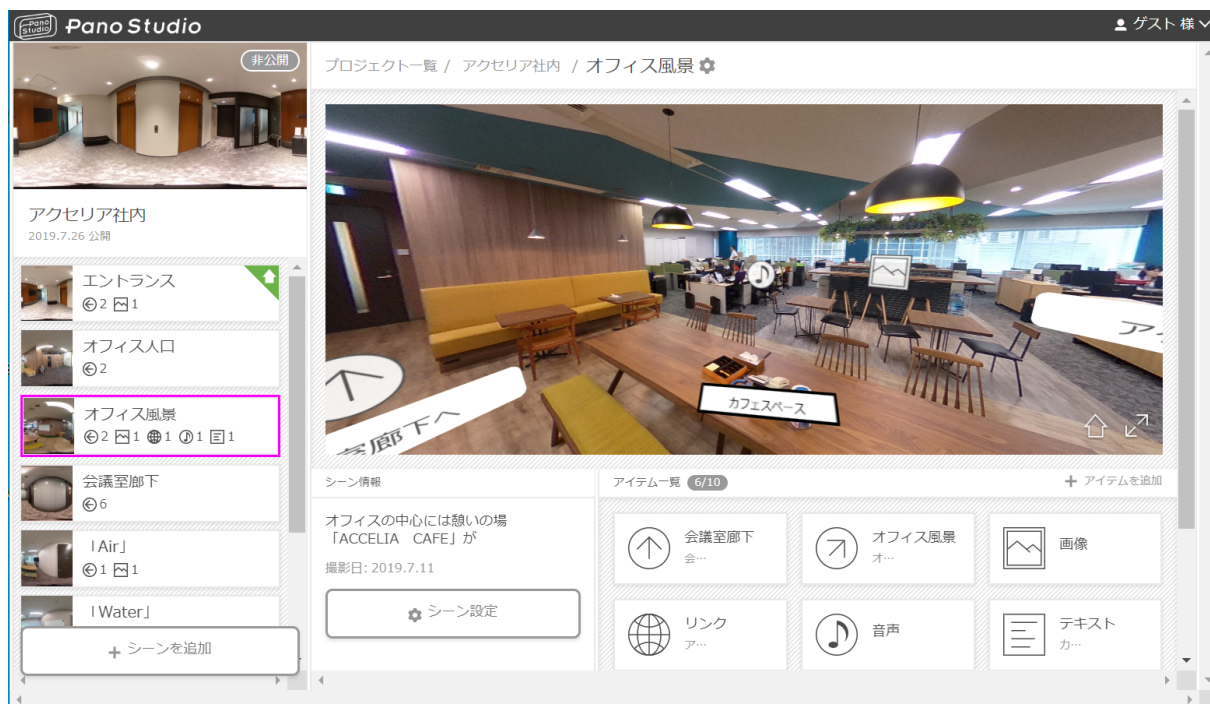 Pano Studio Pano Studio
ゲスト 様
非公開
アクセリア社内
2019.7.26 公開
エントランス
2 1
オフィス人口
2
オフィス風景
2 1 1 1 1
会議室廊下
6
「Air」
1 1
「Water」
+ シーンを追加
プロジェクト一覧 / アクセリア社内 / オフィス風景
室廊下へ
カフェスペース
ア
シーン情報
オフィスの中心には憩いの場
「ACCELIA CAFE」が
撮影日: 2019.7.11
シーン設定
アイテム一覧 6/10
+ アイテムを追加
会議室廊下
会…
オフィス風景
オ…
画像
リンク
ア…
音声
テキスト
カ…